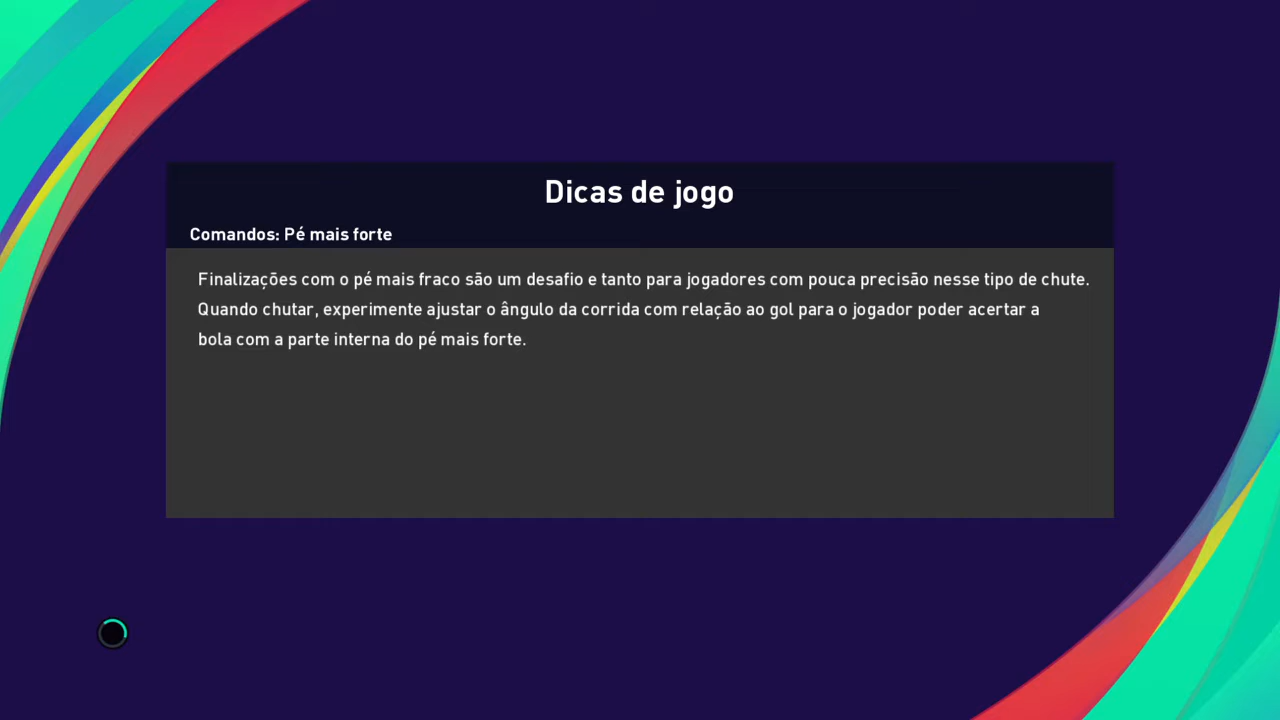 Dicas de jogo
Comandos: Pé mais forte
Finalizações com o pé mais fraco são um desafio e tanto para jogadores com pouca precisão nesse tipo de chute.
Quando chutar, experimente ajustar o ângulo da corrida com relação ao gol para o jogador poder acertar a
bola com a parte interna do pé mais forte.